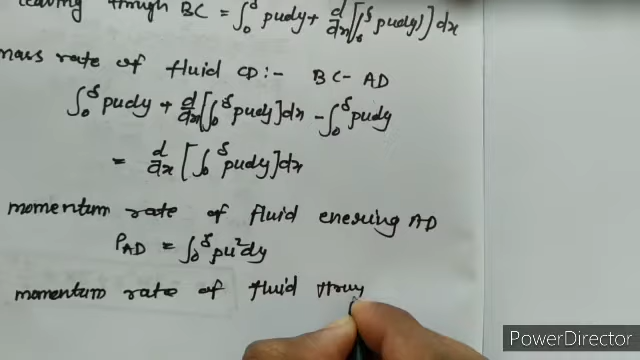 leaving through BC = ∫₀^δ ρudy + d/dx[∫₀^δ ρudy)]dx
mass rate of fluid CD :- BC - AD
∫₀^δ ρudy + d/dx[∫₀^δ ρudy]dx - ∫₀^δ ρudy
= d/dx [∫₀^δ ρudy]dx
momentum rate of fluid enering AD
P_AD = ∫₀^δ ρu²dy
momentum rate of fluid
PowerDirector